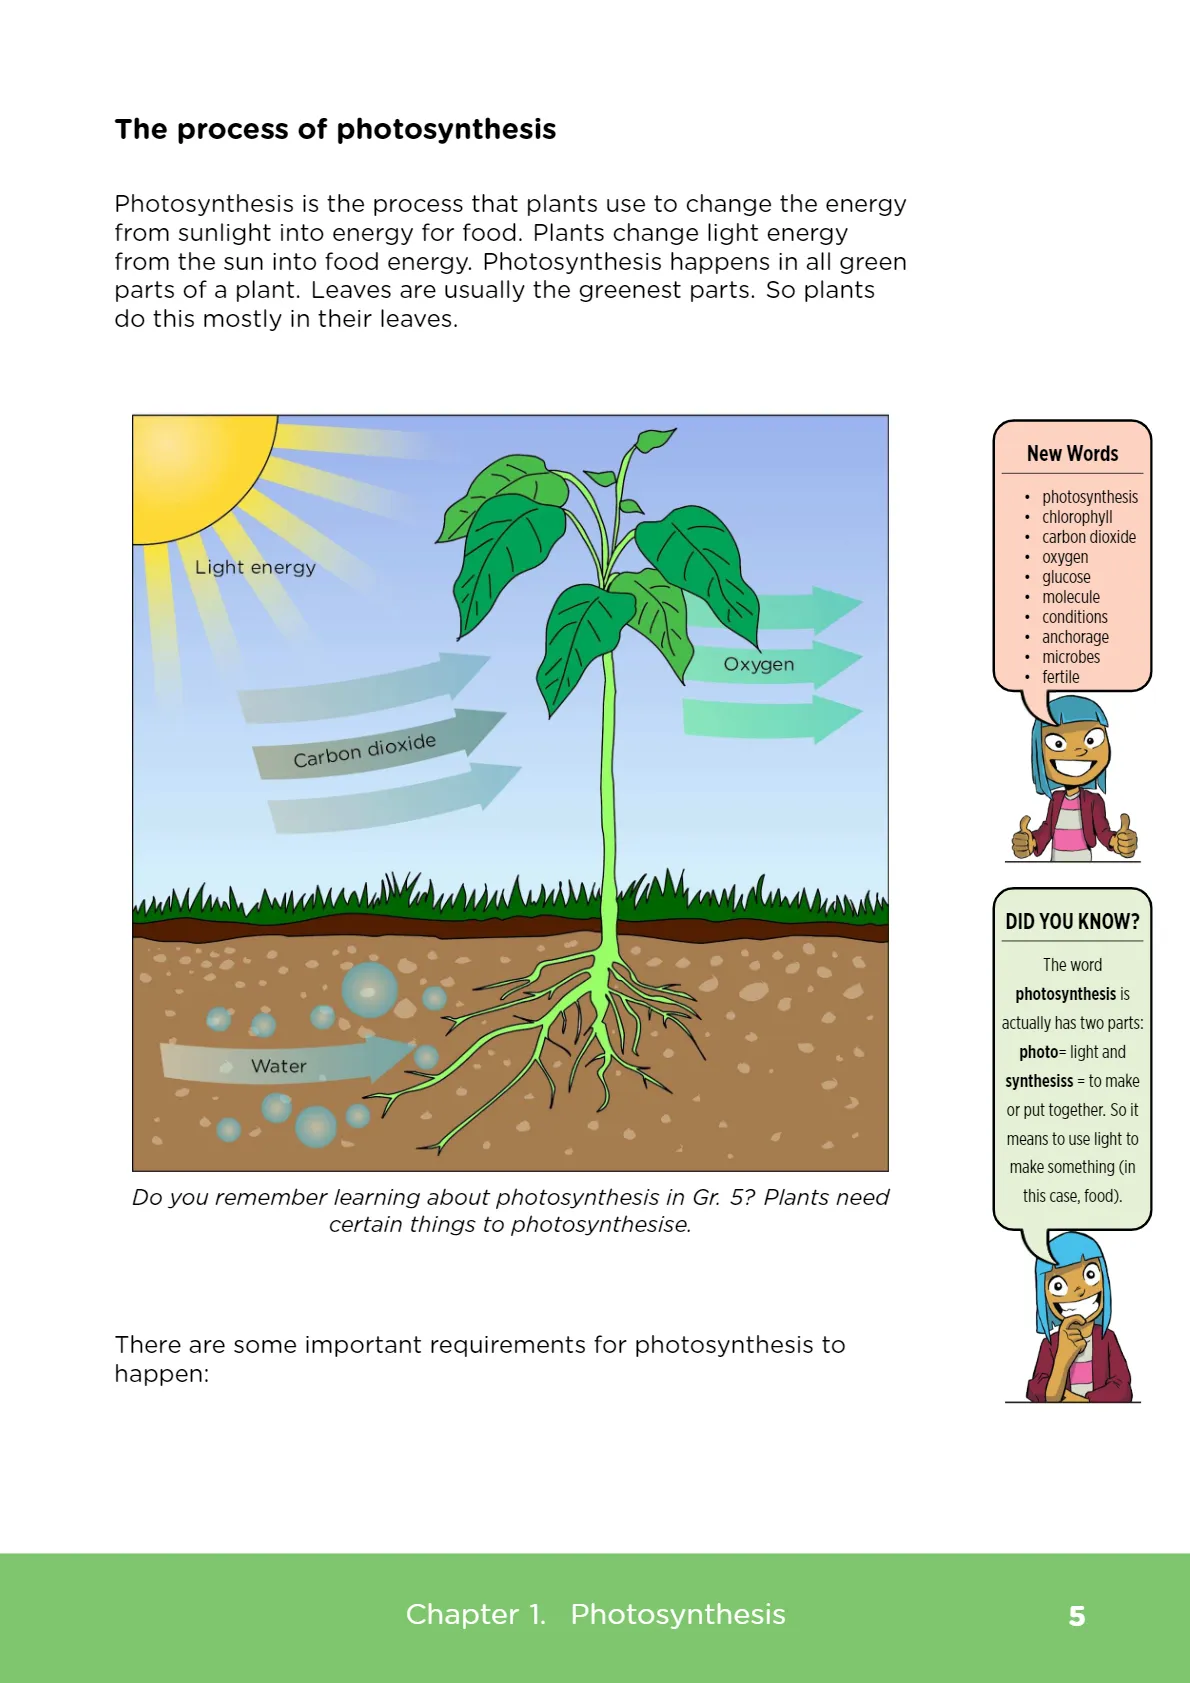 The process of photosynthesis
Photosynthesis is the process that plants use to change the energy
from sunlight into energy for food. Plants change light energy
from the sun into food energy. Photosynthesis happens in all green
parts of a plant. Leaves are usually the greenest parts. So plants
do this mostly in their leaves.
Light energy
Oxygen
Carbon dioxide
Water
Do you remember learning about photosynthesis in Gr. 5? Plants need
certain things to photosynthesise.
There are some important requirements for photosynthesis to
happen:
New Words
• photosynthesis
• chlorophyll
• carbon dioxide
• oxygen
• glucose
• molecule
• conditions
• anchorage
• microbes
• fertile
DID YOU KNOW?
The word
photosynthesis is
actually has two parts:
photo= light and
synthesiss = to make
or put together. So it
means to use light to
make something (in
this case, food).
Chapter 1. Photosynthesis
5